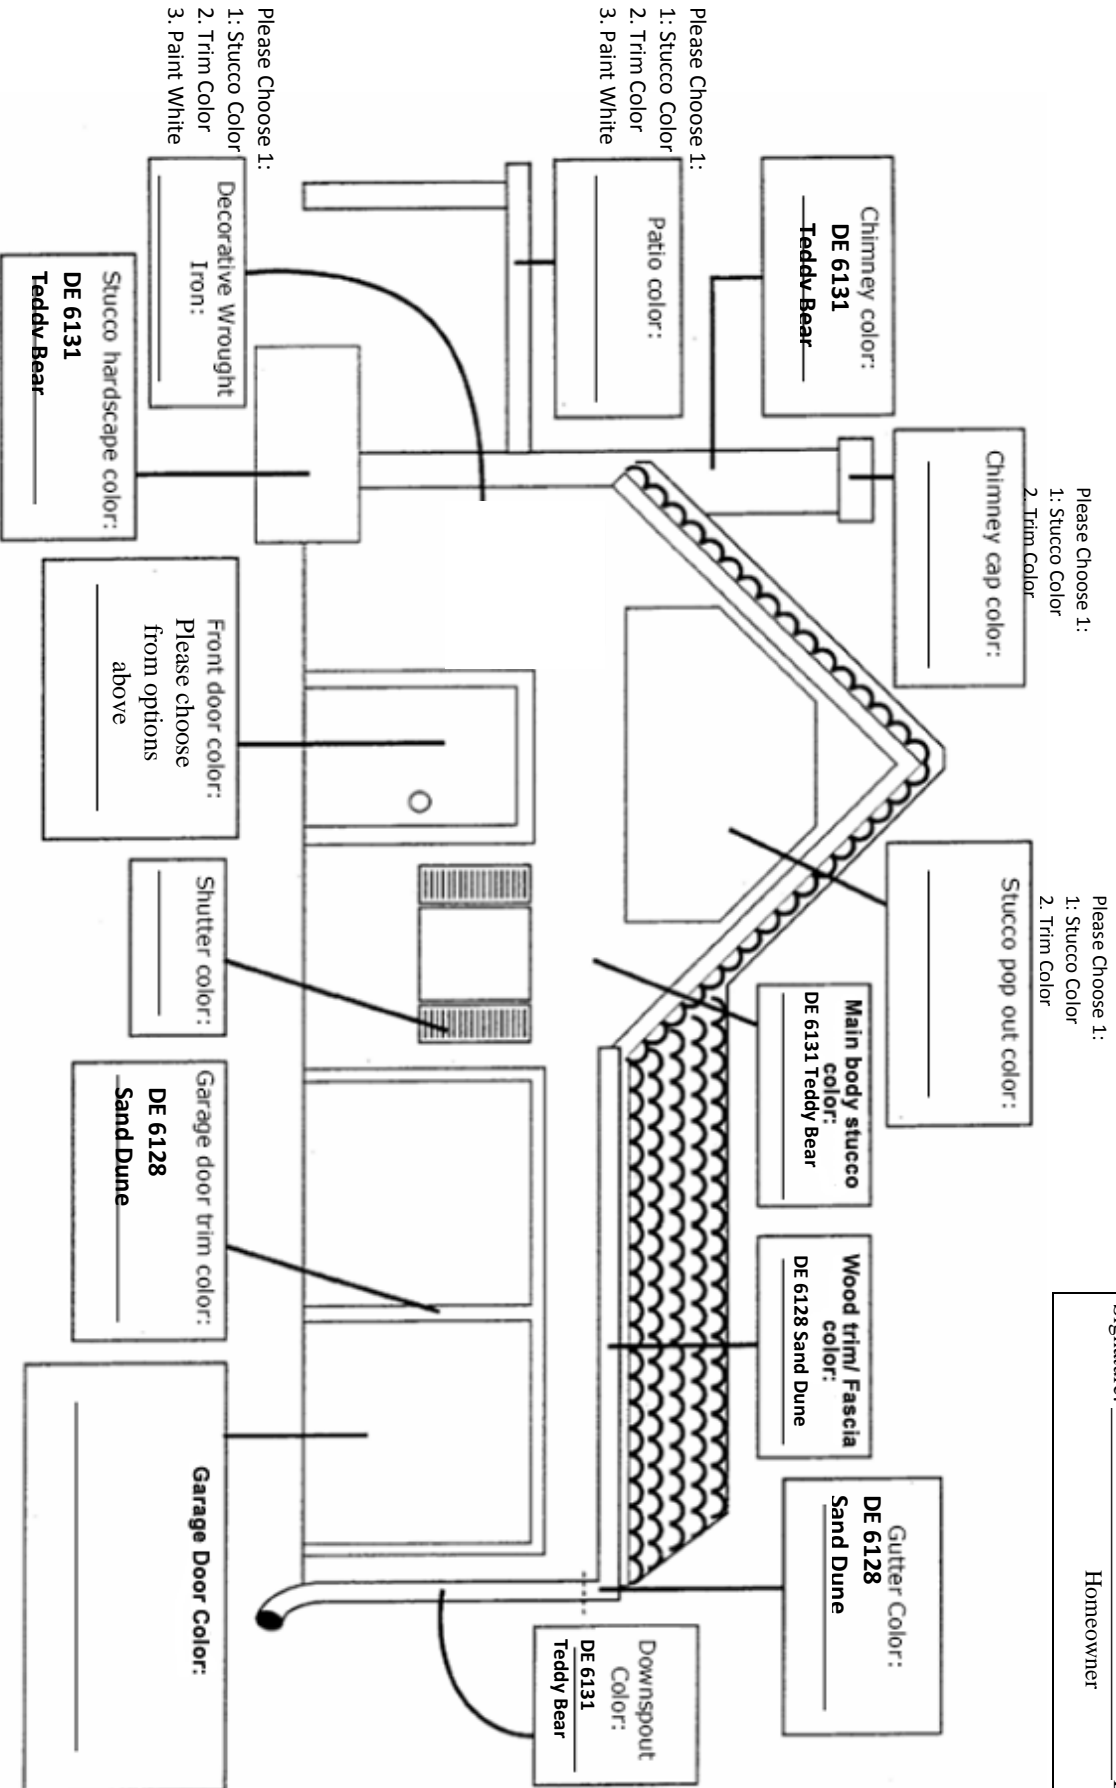 Signature:
Homeowner
Please Choose 1:
1: Stucco Color
2. Trim Color
Please Choose 1:
1: Stucco Color
2. Trim Color
Chimney cap color:
Stucco pop out color:
Chimney color:
DE 6131
Teddy Bear
Main body stucco
color:
DE 6131 Teddy Bear
Wood trim/ Fascia
color:
DE 6128 Sand Dune
Gutter Color:
DE 6128
Sand Dune
Please Choose 1:
1: Stucco Color
2. Trim Color
3. Paint White
Patio color:
Downspout
Color:
DE 6131
Teddy Bear
Please Choose 1:
1: Stucco Color
2. Trim Color
3. Paint White
Decorative Wrought
Iron:
Stucco hardscape color:
DE 6131
Teddy Bear
Front door color:
Please choose
from options
above
Shutter color:
Garage door trim color:
DE 6128
Sand Dune
Garage Door Color: